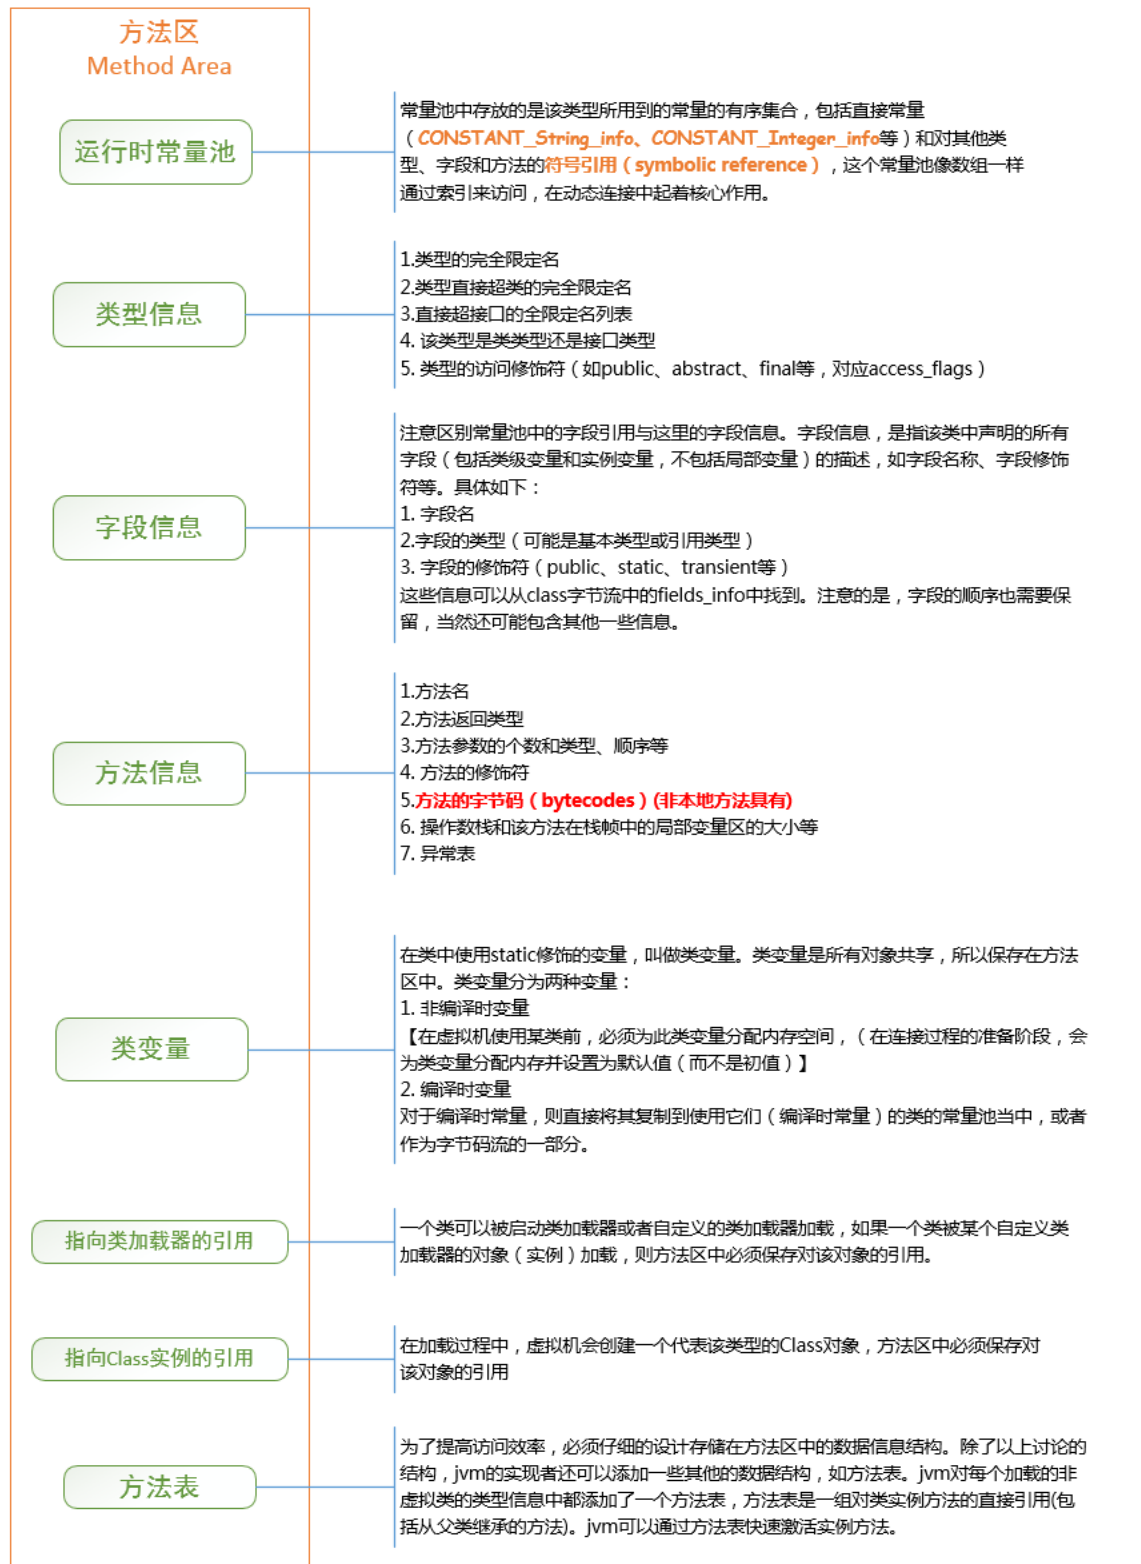 方法区
Method Area
运行时常量池
常量池中存放的是该类型所用到的常量的有序集合，包括直接常量
（CONSTANT_String_info、CONSTANT_Integer_info等）和对其他类
型、字段和方法的符号引用（symbolic reference），这个常量池像数组一样
通过索引来访问，在动态连接中起着核心作用。
类型信息
1.类型的完全限定名
2.类型直接超类的完全限定名
3.直接超接口的全限定名列表
4. 该类型是类类型还是接口类型
5. 类型的访问修饰符（如public、abstract、final等，对应access_flags）
字段信息
注意区别常量池中的字段引用与这里的字段信息。字段信息，是指该类中声明的所有
字段（包括类级变量和实例变量，不包括局部变量）的描述，如字段名称、字段修饰
符等。具体如下：
1. 字段名
2.字段的类型（可能是基本类型或引用类型）
3. 字段的修饰符（public、static、transient等）
这些信息可以从class字节流中的fields_info中找到。注意的是，字段的顺序也需要保
留，当然还可能包含其他一些信息。
方法信息
1.方法名
2.方法返回类型
3.方法参数的个数和类型、顺序等
4. 方法的修饰符
5.方法的字节码（bytecodes）(非本地方法具有)
6. 操作数栈和该方法在栈帧中的局部变量区的大小等
7. 异常表
类变量
在类中使用static修饰的变量，叫做类变量。类变量是所有对象共享，所以保存在方法
区中。类变量分为两种变量：
1. 非编译时变量
【在虚拟机使用某类前，必须为此类变量分配内存空间，（在连接过程的准备阶段，会
为类变量分配内存并设置为默认值（而不是初值）】
2. 编译时变量
对于编译时常量，则直接将其复制到使用它们（编译时常量）的类的常量池当中，或者
作为字节码流的一部分。
指向类加载器的引用
一个类可以被启动类加载器或者自定义的类加载器加载，如果一个类被某个自定义类
加载器的对象（实例）加载，则方法区中必须保存对该对象的引用。
指向Class实例的引用
在加载过程中，虚拟机会创建一个代表该类型的Class对象，方法区中必须保存对
该对象的引用
方法表
为了提高访问效率，必须仔细的设计存储在方法区中的数据信息结构。除了以上讨论的
结构，jvm的实现者还可以添加一些其他的数据结构，如方法表。jvm对每个加载的非
虚拟类的类型信息中都添加了一个方法表，方法表是一组对类实例方法的直接引用(包
括从父类继承的方法)。jvm可以通过方法表快速激活实例方法。